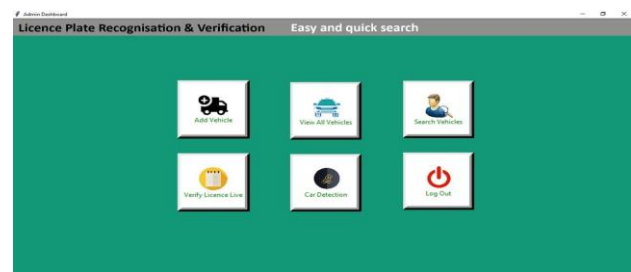 Admin Dashboard
Licence Plate Recognisation & Verification Easy and quick search
Add Vehicle View All Vehicles Search Vehicles
Verify Licence Live Car Detection Log Out